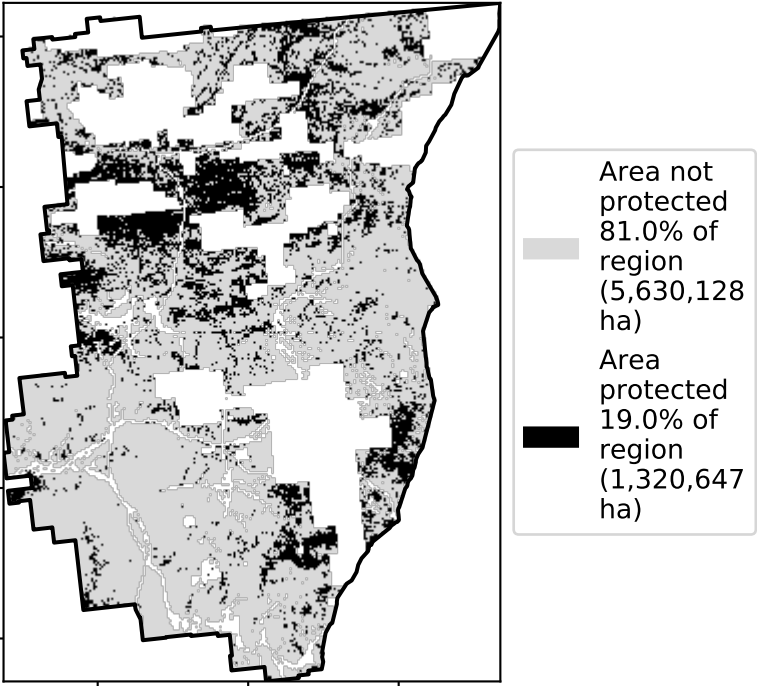 Area not
protected
81.0% of
region
(5,630,128
ha)
Area
protected
19.0% of
region
(1,320,647
ha)